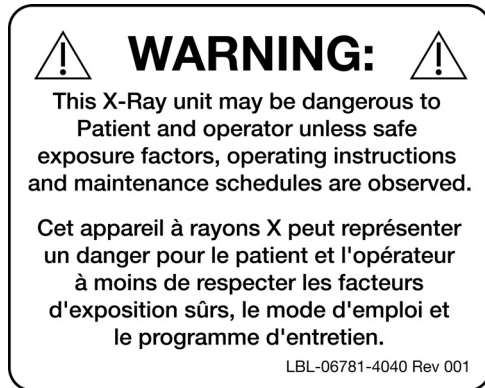 WARNING:
This X-Ray unit may be dangerous to
Patient and operator unless safe
exposure factors, operating instructions
and maintenance schedules are observed.
Cet appareil à rayons X peut représenter
un danger pour le patient et l'opérateur
à moins de respecter les facteurs
d'exposition sûrs, le mode d'emploi et
le programme d'entretien.
LBL-06781-4040 Rev 001